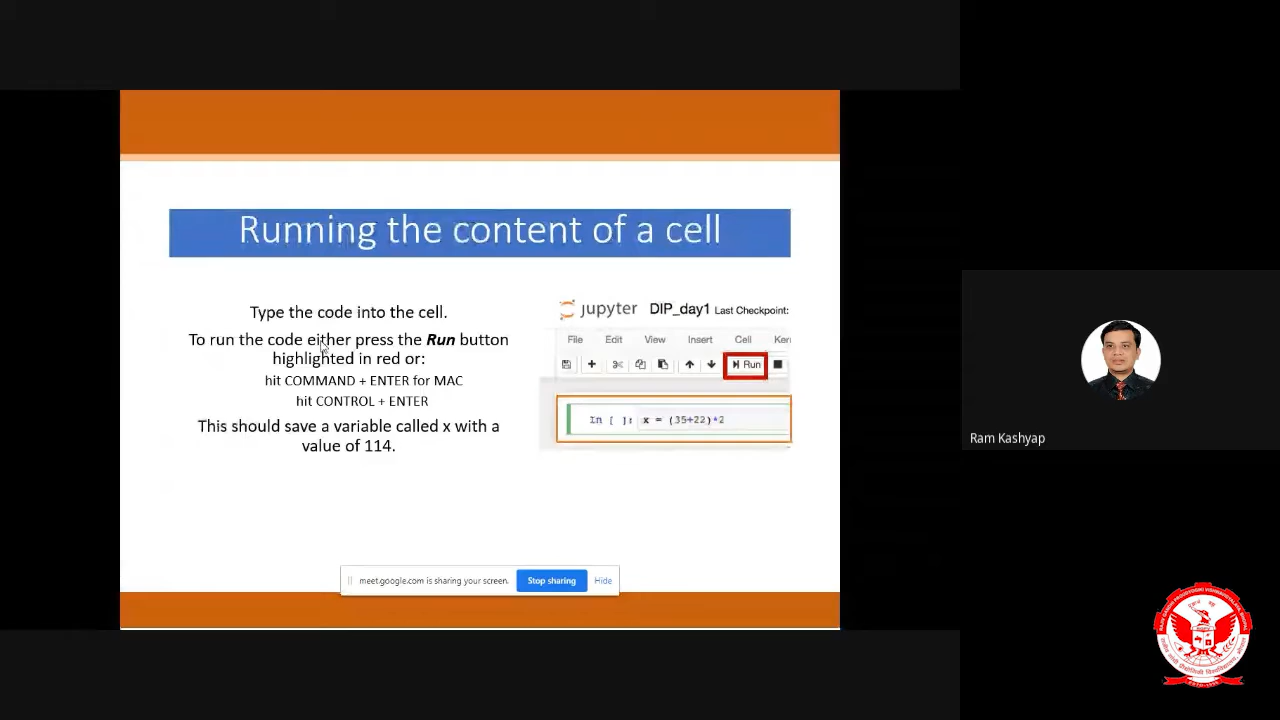 Running the content of a cell
Type the code into the cell.
To run the code either press the Run button
highlighted in red or:
hit COMMAND + ENTER for MAC
hit CONTROL + ENTER
This should save a variable called x with a
value of 114.
jupyter DIP_day1 Last Checkpoint:
File Edit View Insert Cell Ker
Run
In [ ]: x = (35+22)*2
meet.google.com is sharing your screen. Stop sharing Hide
Ram Kashyap